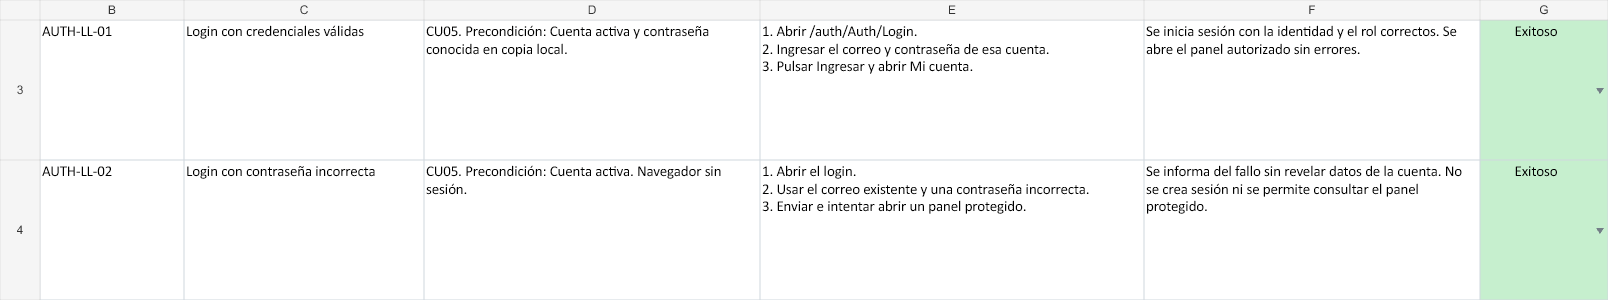 B C D E F G
3
AUTH-LL-01
Login con credenciales válidas
CU05. Precondición: Cuenta activa y contraseña
conocida en copia local.
1. Abrir /auth/Auth/Login.
2. Ingresar el correo y contraseña de esa cuenta.
3. Pulsar Ingresar y abrir Mi cuenta.
Se inicia sesión con la identidad y el rol correctos. Se
abre el panel autorizado sin errores.
Exitoso
4
AUTH-LL-02
Login con contraseña incorrecta
CU05. Precondición: Cuenta activa. Navegador sin
sesión.
1. Abrir el login.
2. Usar el correo existente y una contraseña incorrecta.
3. Enviar e intentar abrir un panel protegido.
Se informa del fallo sin revelar datos de la cuenta. No
se crea sesión ni se permite consultar el panel
protegido.
Exitoso